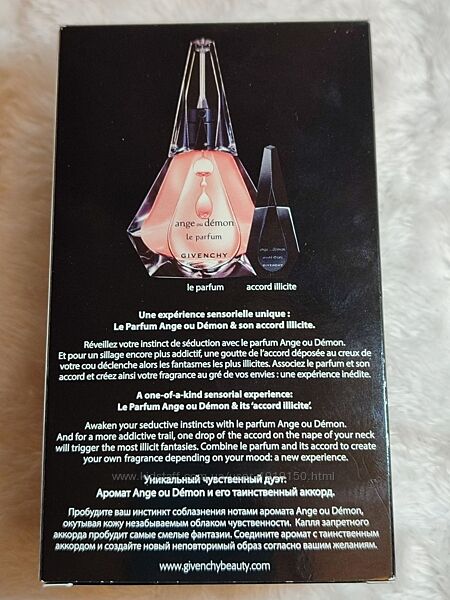 ange ou démon
le parfum
GIVENCHY
ange ou démon
GIVENCHY
le parfum
accord illicite
Une expérience sensorielle unique :
Le Parfum Ange ou Démon & son accord illicite.
Réveillez votre instinct de séduction avec le parfum Ange ou Démon.
Et pour un sillage encore plus addictif, une goutte de l'accord déposée au creux de
votre cou déclenche alors les fantasmes les plus illicites. Associez le parfum et son
accord et créez ainsi votre fragrance au gré de vos envies : une expérience inédite.
A one-of-a-kind sensorial experience:
Le Parfum Ange ou Démon & its 'accord illicite'.
Awaken your seductive instincts with le parfum Ange ou Démon.
And for a more addictive trail, one drop of the accord on the nape of your neck
will trigger the most illicit fantasies. Combine le parfum and its accord to create
your own fragrance depending on your mood: a new experience.
Уникальный чувственный дуэт:
Аромат Ange ou Démon и его таинственный аккорд.
Пробудите ваш инстинкт соблазнения нотами аромата Ange ou Démon,
окутывая кожу незабываемым облаком чувственности. Капля запретного
аккорда пробудит самые смелые фантазии. Соедините аромат с таинственным
аккордом и создайте новый неповторимый образ согласно вашим желаниям.
www.givenchybeauty.com